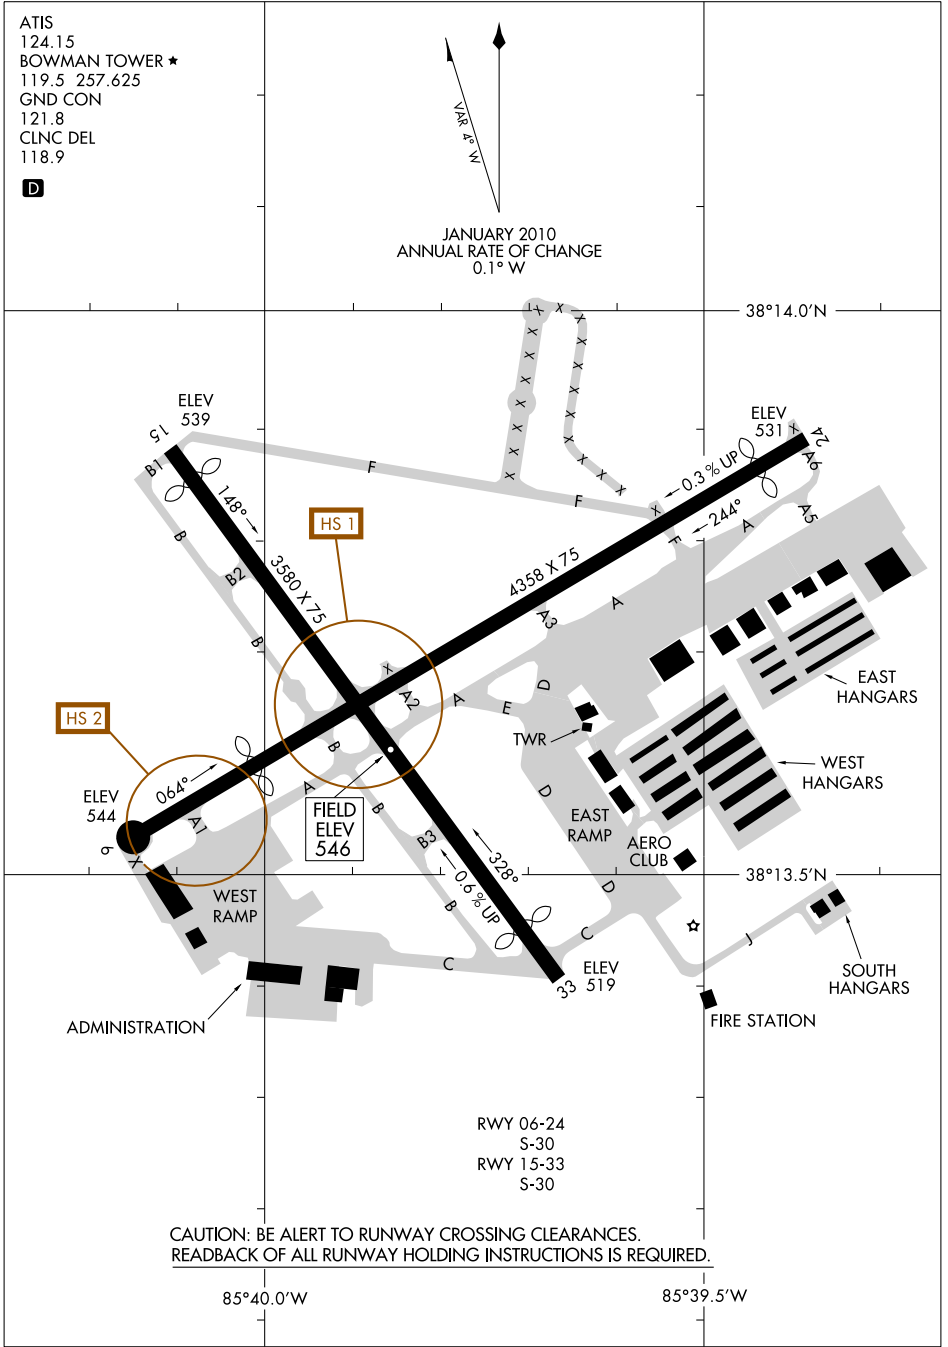 ATIS
124.15
BOWMAN TOWER ★
119.5 257.625
GND CON
121.8
CLNC DEL
118.9
D
VAR 4° W
JANUARY 2010
ANNUAL RATE OF CHANGE
0.1° W
38°14.0'N
X X X X X X X X X X X X X X X X
ELEV
539
15
B1
F
F
F
148°
HS 1
B
B2
3580 X 75
B
ELEV
531
X
24
A6
0.3% UP
244°
A
A5
4358 X 75
A3
A
X
A2
A
E
D
B
HS 2
064°
A
ELEV
544
A1
6
X
FIELD
ELEV
546
B
B3
328°
0.6% UP
B
TWR
D
EAST
RAMP
AERO
CLUB
EAST
HANGARS
WEST
HANGARS
38°13.5'N
WEST
RAMP
D
C
C
J
33
ELEV
519
SOUTH
HANGARS
ADMINISTRATION
FIRE STATION
RWY 06-24
S-30
RWY 15-33
S-30
CAUTION: BE ALERT TO RUNWAY CROSSING CLEARANCES.
READBACK OF ALL RUNWAY HOLDING INSTRUCTIONS IS REQUIRED.
85°40.0'W
85°39.5'W